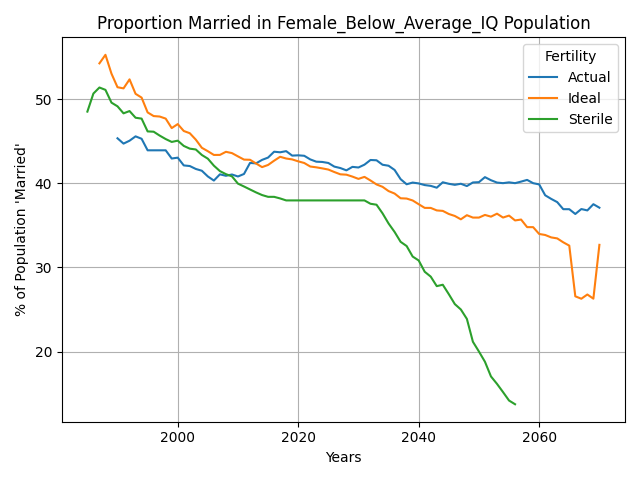 Proportion Married in Female_Below_Average_IQ Population
Fertility
Actual
Ideal
Sterile
% of Population 'Married'
50
40
30
20
2000
2020
2040
2060
Years